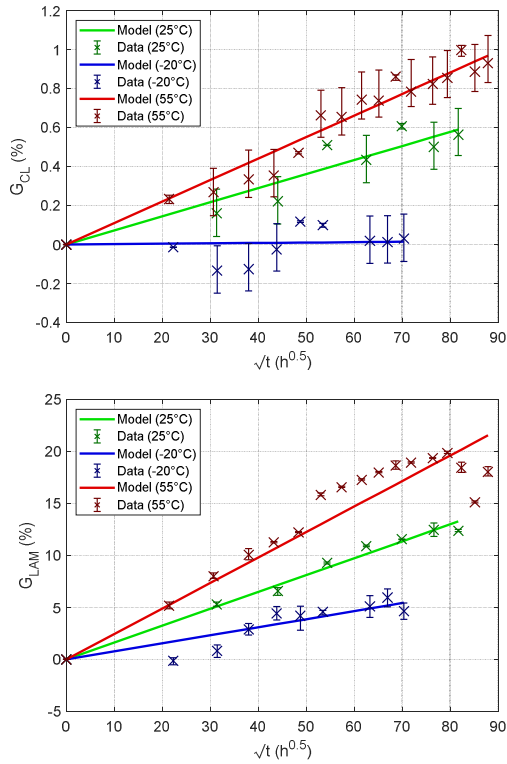 1.2
1
0.8
0.6
0.4
0.2
0
-0.2
-0.4
G_CL (%)
Model (25°C)
Data (25°C)
Model (-20°C)
Data (-20°C)
Model (55°C)
Data (55°C)
0 10 20 30 40 50 60 70 80 90
√t (h^0.5)
25
20
15
10
5
0
-5
G_LAM (%)
Model (25°C)
Data (25°C)
Model (-20°C)
Data (-20°C)
Model (55°C)
Data (55°C)
0 10 20 30 40 50 60 70 80 90
√t (h^0.5)